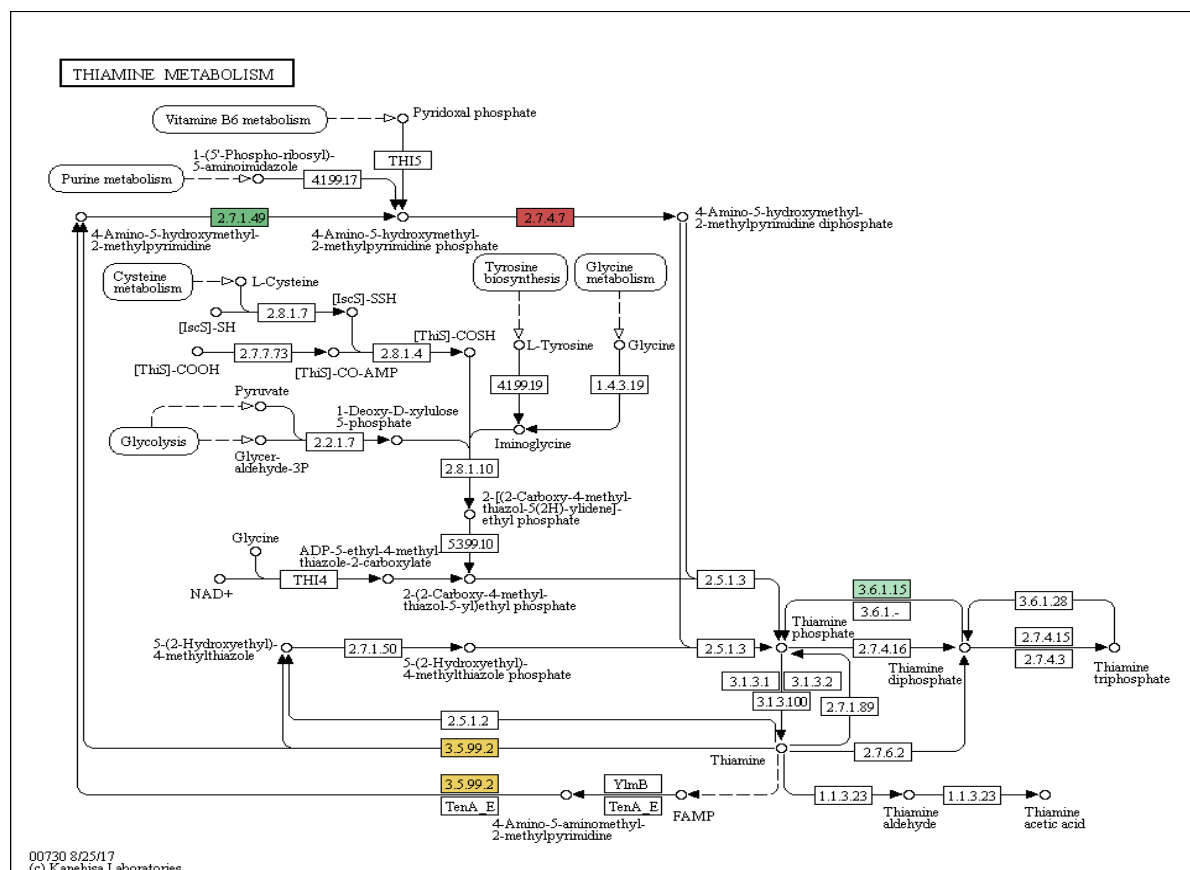 THIAMINE METABOLISM
Vitamine B6 metabolism
Pyridoxal phosphate
1-(5'-Phospho-ribosyl)-
5-aminoimidazole
THI5
Purine metabolism
4.1.99.17
2.7.1.49
2.7.4.7
4-Amino-5-hydroxymethyl-
2-methylpyrimidine
4-Amino-5-hydroxymethyl-
2-methylpyrimidine phosphate
4-Amino-5-hydroxymethyl-
2-methylpyrimidine diphosphate
Cysteine
metabolism
L-Cysteine
Tyrosine
biosynthesis
Glycine
metabolism
[IscS]-SSH
2.8.1.7
[IscS]-SH
[ThiS]-COSH
L-Tyrosine
Glycine
2.7.7.73
2.8.1.4
[ThiS]-COOH
[ThiS]-CO-AMP
4.1.99.19
1.4.3.19
Pyruvate
1-Deoxy-D-xylulose
5-phosphate
Glycolysis
2.2.1.7
Iminoglycine
Glycer-
aldehyde-3P
2.8.1.10
2-[(2-Carboxy-4-methyl-
thiazol-5(2H)-ylidene]-
ethyl phosphate
Glycine
5.3.99.10
ADP-5-ethyl-4-methyl
thiazole-2-carboxylate
THI4
NAD+
2-(2-Carboxy-4-methyl-
thiazol-5-yl)ethyl phosphate
2.5.1.3
3.6.1.15
3.6.1.-
3.6.1.28
Thiamine
phosphate
5-(2-Hydroxyethyl)-
4-methylthiazole
2.7.1.50
5-(2-Hydroxyethyl)-
4-methylthiazole phosphate
2.5.1.3
2.7.4.16
Thiamine
diphosphate
2.7.4.15
2.7.4.3
Thiamine
triphosphate
3.1.3.1
3.1.3.2
3.1.3.100
2.7.1.89
2.5.1.2
3.5.99.2
Thiamine
2.7.6.2
3.5.99.2
TenA_E
YlmB
TenA_E
FAMP
4-Amino-5-aminomethyl-
2-methylpyrimidine
1.1.3.23
Thiamine
aldehyde
1.1.3.23
Thiamine
acetic acid
00730 8/25/17
(c) Kanehisa Laboratories